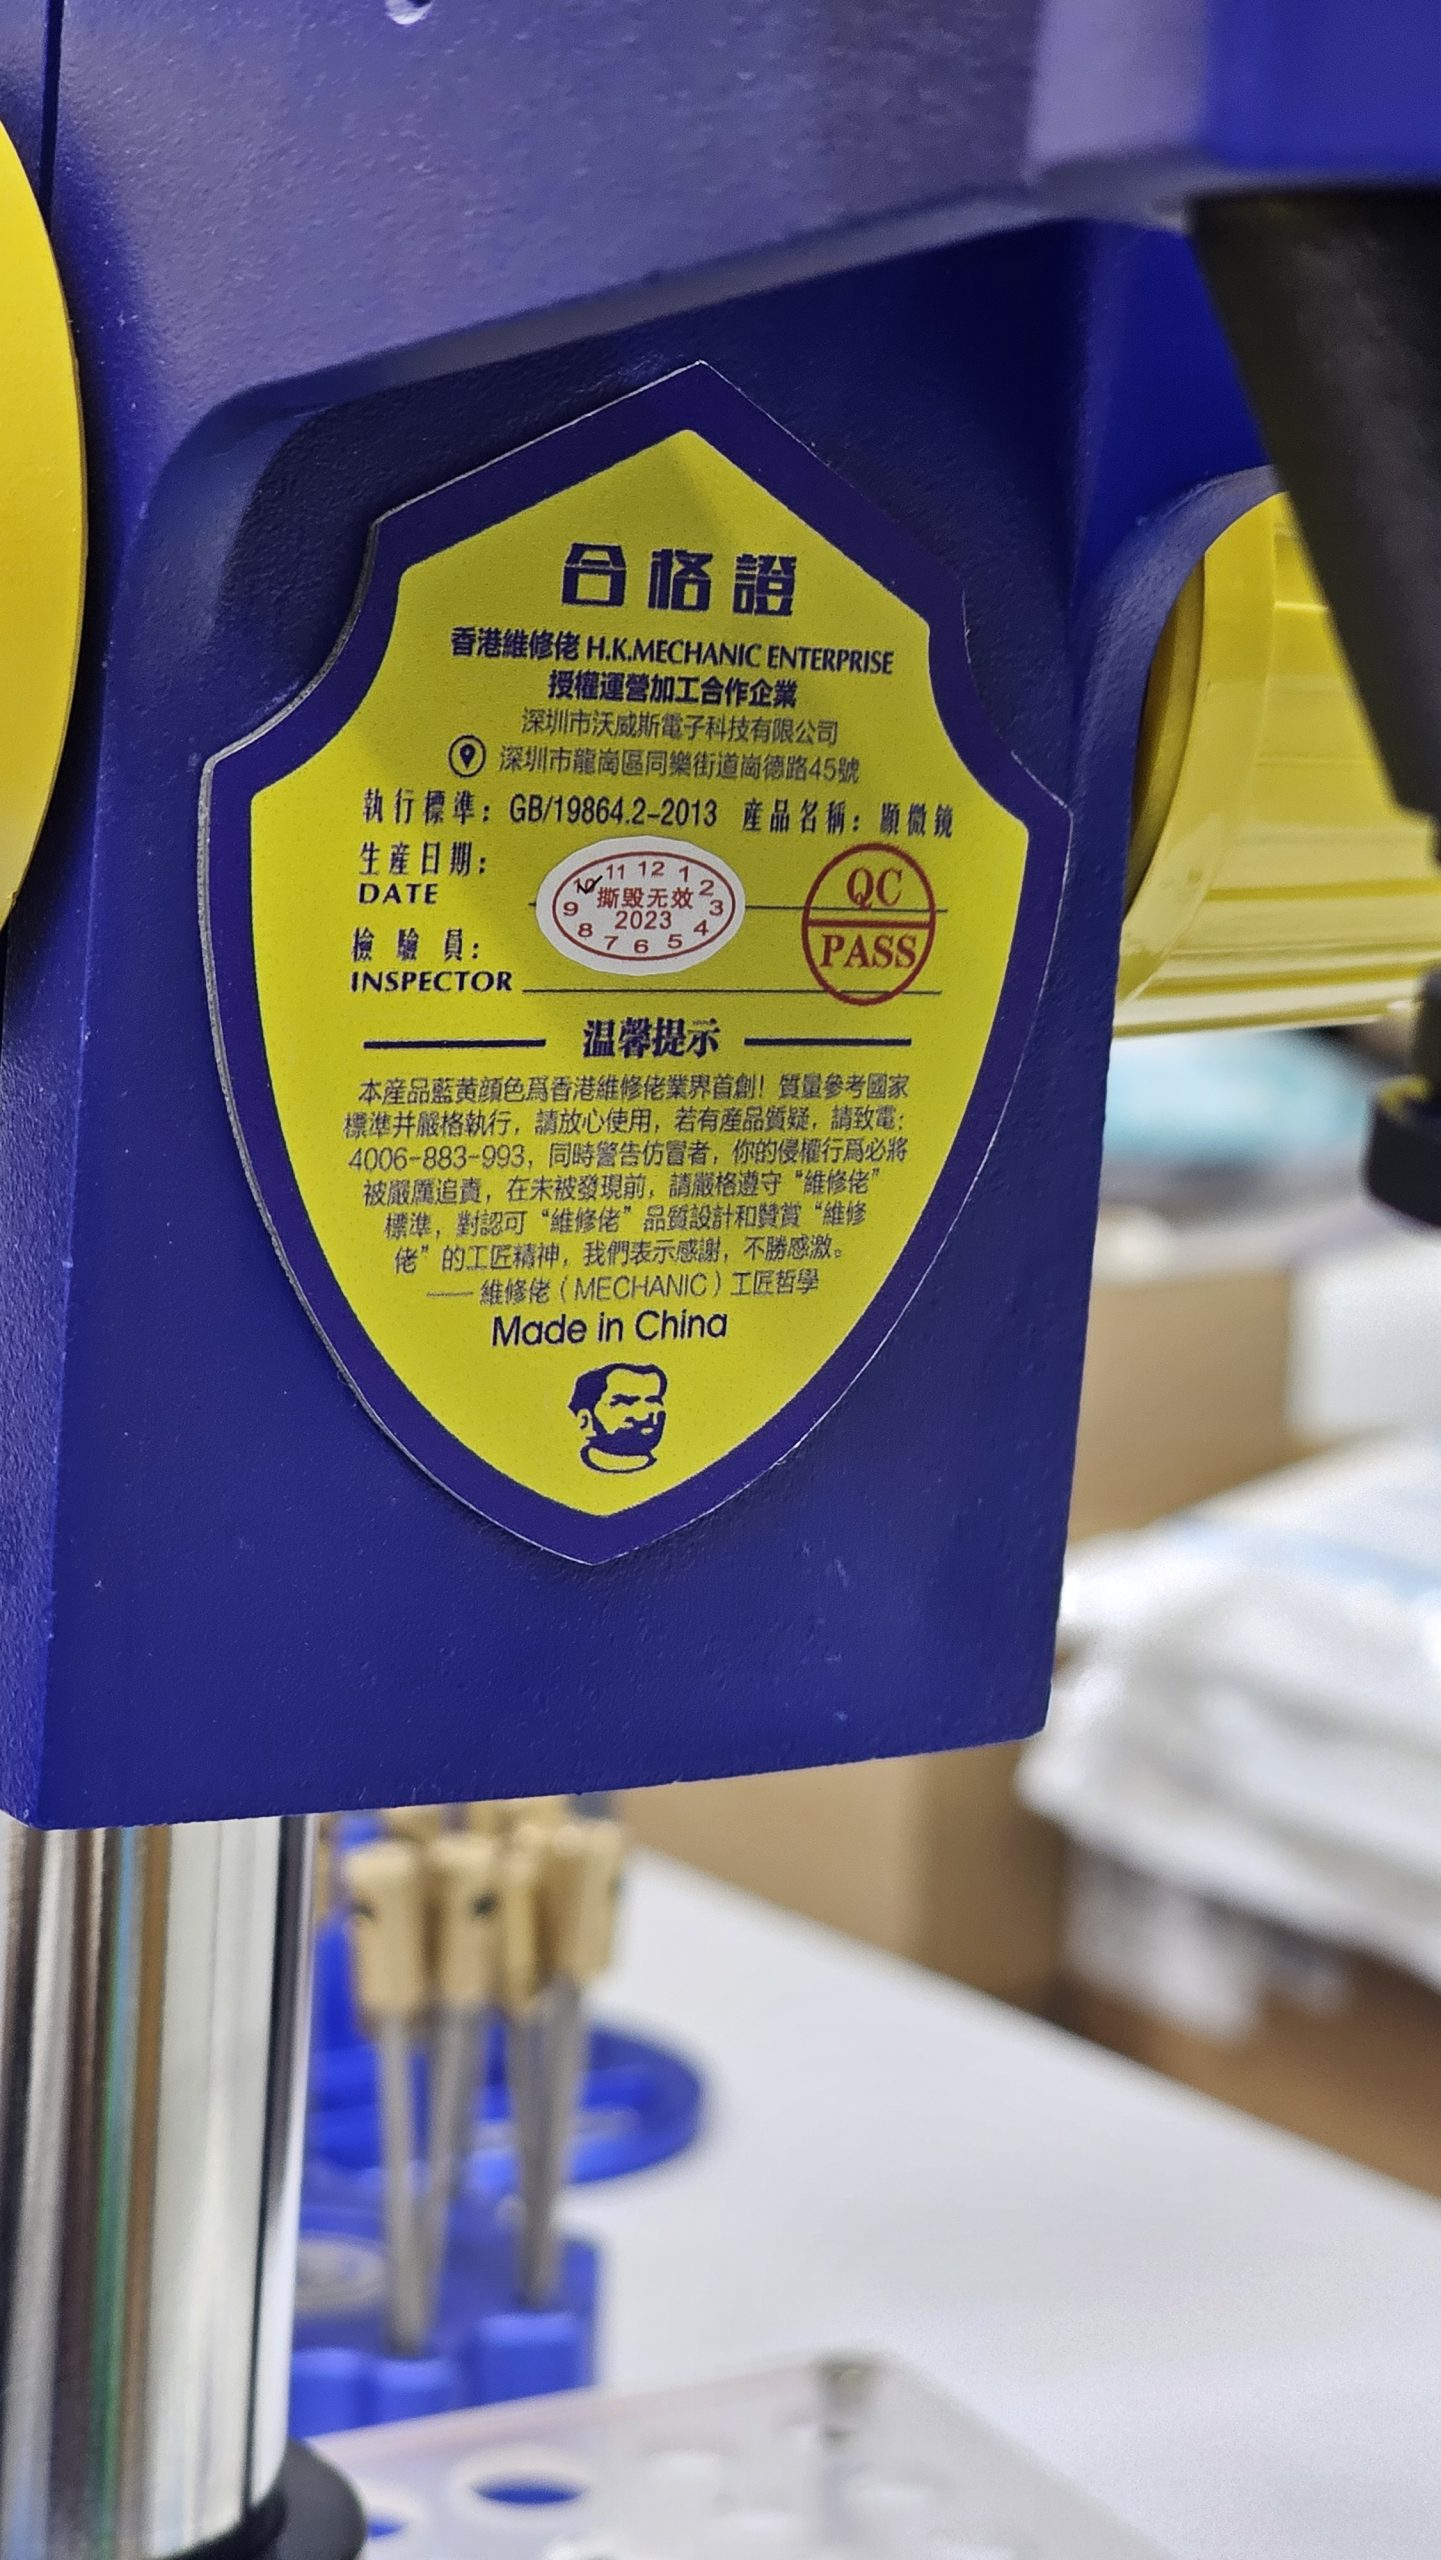 合格證
香港維修佬 H.K.MECHANIC ENTERPRISE
授權運營加工合作企業
深圳市沃威斯電子科技有限公司
深圳市龍崗區同樂街道崗德路45號
執行標準：GB/19864.2-2013 産品名稱：顯微鏡
生産日期：
DATE
10 11 12 1 2 3 4 5 6 7 8 9
撕毁无效
2023
QC
PASS
檢驗員：
INSPECTOR
温馨提示
本産品藍黄顔色爲香港維修佬業界首創！質量參考國家
標準并嚴格執行，請放心使用，若有産品質疑，請致電：
4006-883-993，同時警告仿冒者，你的侵權行爲必將
被嚴厲追責，在未被發現前，請嚴格遵守“維修佬”
標準，對認可“維修佬”品質設計和贊賞“維修
佬”的工匠精神，我們表示感謝，不勝感激。
——維修佬（MECHANIC）工匠哲學
Made in China